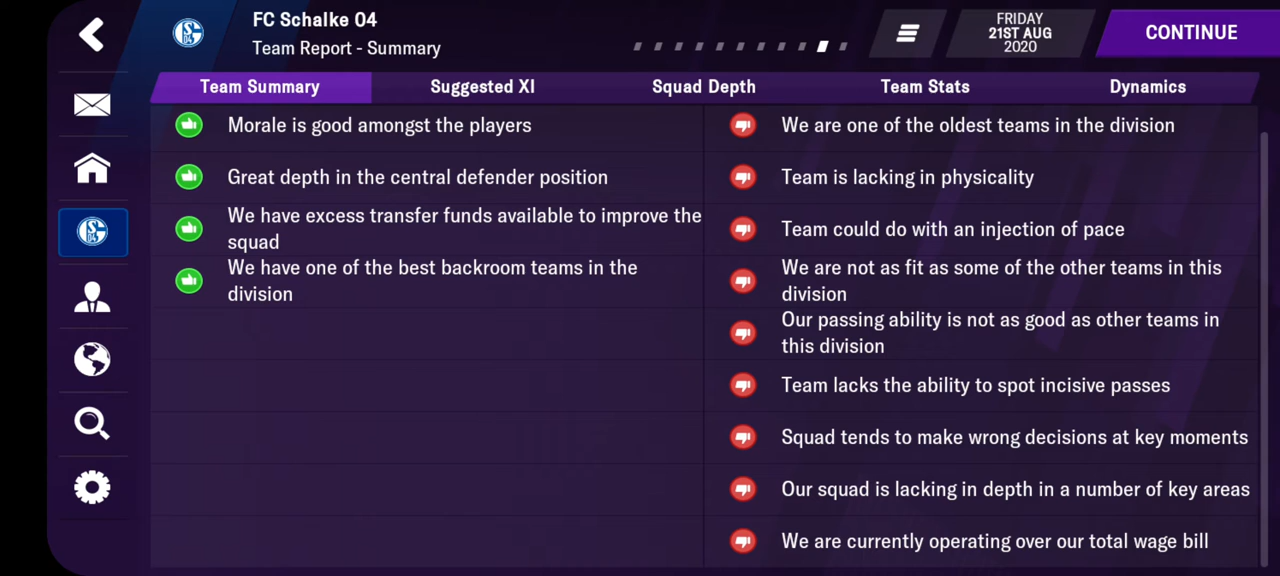 FC Schalke 04
Team Report - Summary
FRIDAY
21ST AUG
2020
CONTINUE
Team Summary
Suggested XI
Squad Depth
Team Stats
Dynamics
Morale is good amongst the players
Great depth in the central defender position
We have excess transfer funds available to improve the
squad
We have one of the best backroom teams in the
division
We are one of the oldest teams in the division
Team is lacking in physicality
Team could do with an injection of pace
We are not as fit as some of the other teams in this
division
Our passing ability is not as good as other teams in
this division
Team lacks the ability to spot incisive passes
Squad tends to make wrong decisions at key moments
Our squad is lacking in depth in a number of key areas
We are currently operating over our total wage bill